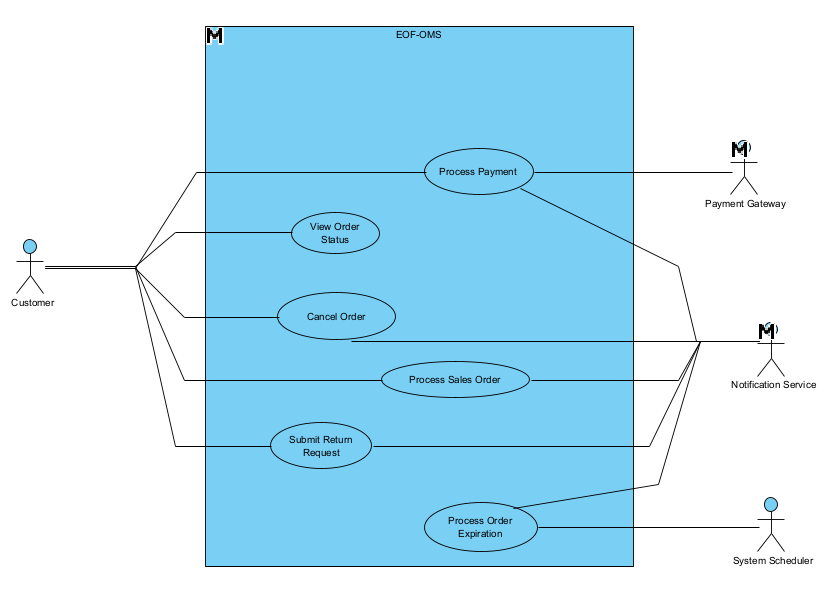 M
EOF-OMS
M
Process Payment
Payment Gateway
View Order
Status
Customer
Cancel Order
M
Notification Service
Process Sales Order
Submit Return
Request
Process Order
Expiration
System Scheduler